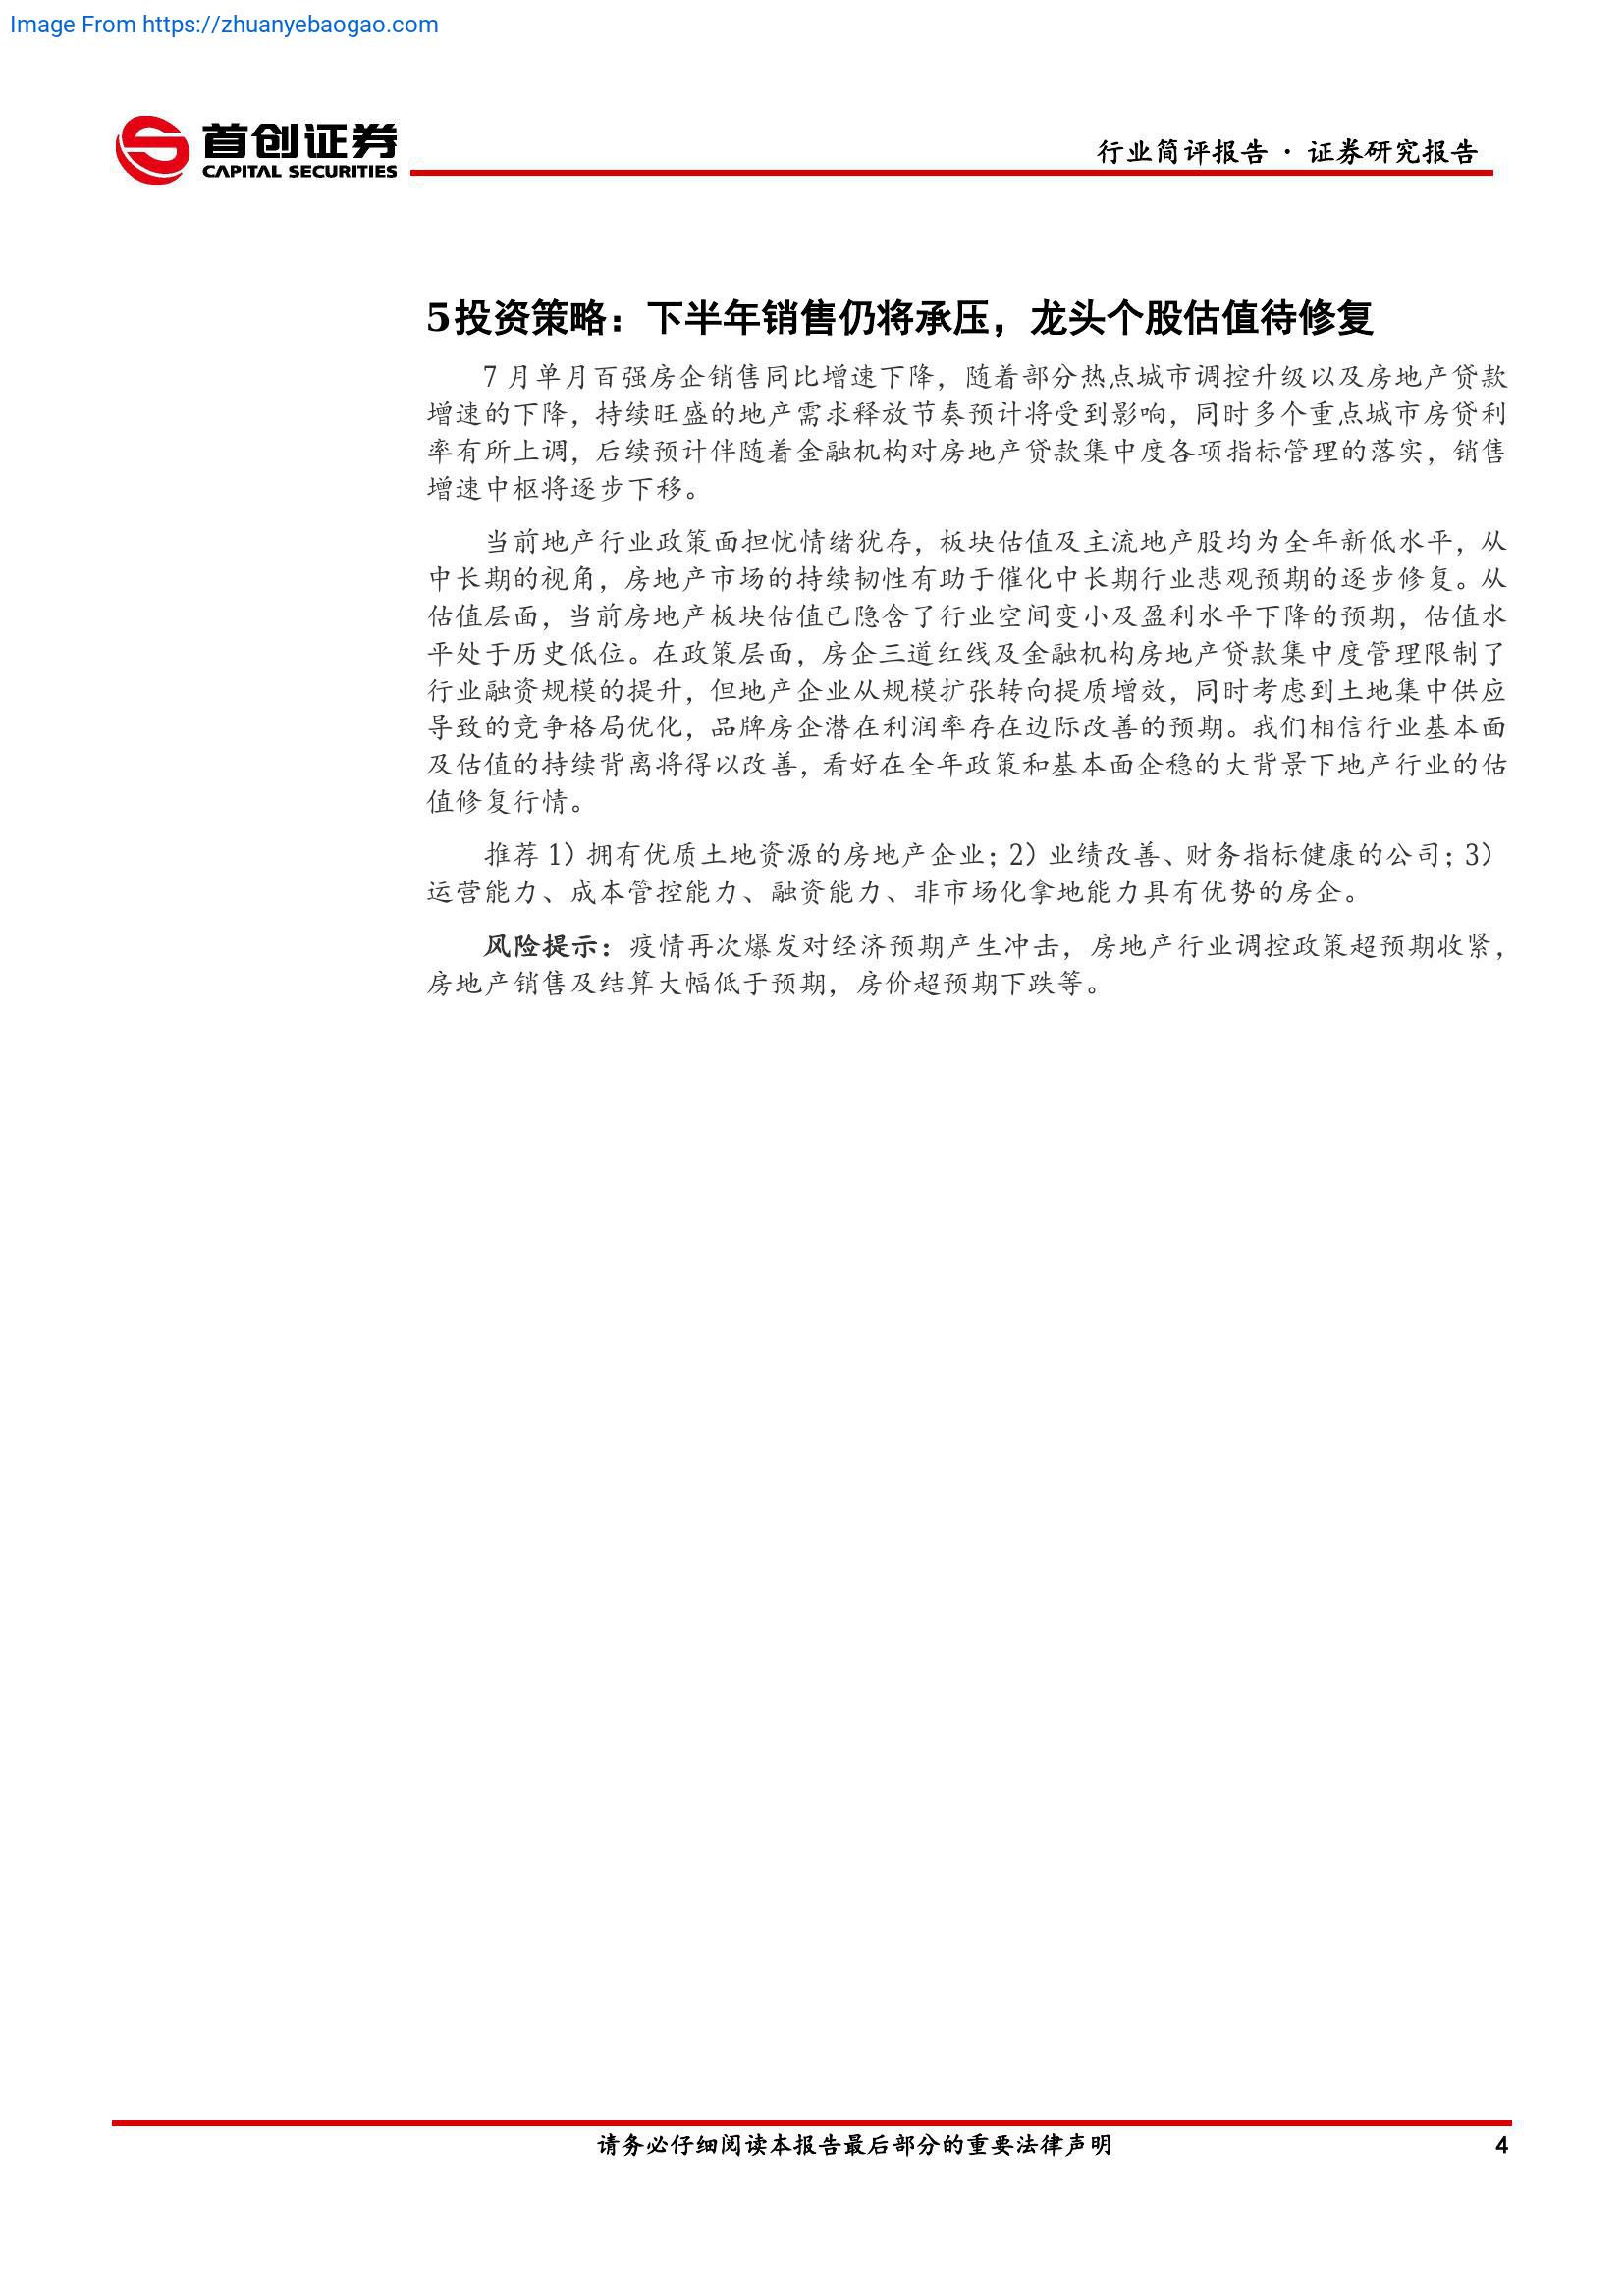 Image From https://zhuanyebaogao.com
首创证券
CAPITAL SECURITIES
行业简评报告 · 证券研究报告
5投资策略：下半年销售仍将承压，龙头个股估值待修复
7 月单月百强房企销售同比增速下降，随着部分热点城市调控升级以及房地产贷款
增速的下降，持续旺盛的地产需求释放节奏预计将受到影响，同时多个重点城市房贷利
率有所上调，后续预计伴随着金融机构对房地产贷款集中度各项指标管理的落实，销售
增速中枢将逐步下移。
当前地产行业政策面担忧情绪犹存，板块估值及主流地产股均为全年新低水平，从
中长期的视角，房地产市场的持续韧性有助于催化中长期行业悲观预期的逐步修复。从
估值层面，当前房地产板块估值已隐含了行业空间变小及盈利水平下降的预期，估值水
平处于历史低位。在政策层面，房企三道红线及金融机构房地产贷款集中度管理限制了
行业融资规模的提升，但地产企业从规模扩张转向提质增效，同时考虑到土地集中供应
导致的竞争格局优化，品牌房企潜在利润率存在边际改善的预期。我们相信行业基本面
及估值的持续背离将得以改善，看好在全年政策和基本面企稳的大背景下地产行业的估
值修复行情。
推荐 1）拥有优质土地资源的房地产企业；2）业绩改善、财务指标健康的公司；3）
运营能力、成本管控能力、融资能力、非市场化拿地能力具有优势的房企。
风险提示：疫情再次爆发对经济预期产生冲击，房地产行业调控政策超预期收紧，
房地产销售及结算大幅低于预期，房价超预期下跌等。
请务必仔细阅读本报告最后部分的重要法律声明
4